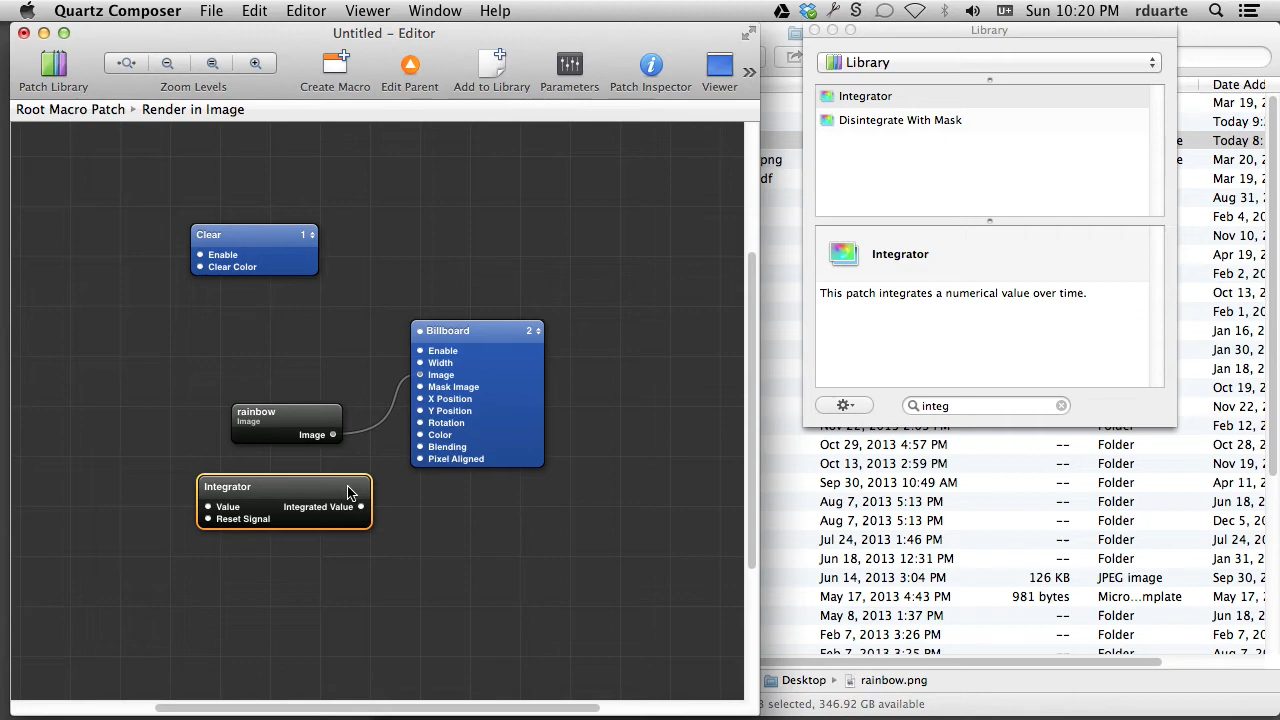 Quartz Composer File Edit Editor Viewer Window Help
Sun 10:20 PM rduarte
Untitled - Editor
Patch Library
Zoom Levels
Create Macro
Edit Parent
Add to Library
Parameters
Patch Inspector
Viewer
Root Macro Patch Render in Image
Clear 1
Enable
Clear Color
Billboard 2
Enable
Width
Image
Mask Image
X Position
Y Position
Rotation
Color
Blending
Pixel Aligned
rainbow
Image
Image
Integrator
Value Integrated Value
Reset Signal
Library
Library
Integrator
Disintegrate With Mask
Integrator
This patch integrates a numerical value over time.
integ
Date Add
Mar 19,
Today 9:
Today 8:
png Mar 20,
df Mar 19,
Aug 31,
Feb 4,
Nov 10,
Apr 19,
Feb 2, 20
Oct 13,
Feb 1, 20
Jan 16,
Jan 30,
Oct 19,
Nov 22,
Oct 29, 2013 4:57 PM -- Folder Oct 28,
Oct 13, 2013 2:59 PM -- Folder Nov 12,
Sep 30, 2013 10:49 AM -- Folder Apr 11,
Aug 7, 2013 3:13 PM -- Folder Jun 18,
Aug 7, 2013 5:13 PM -- Folder Dec 5,
Jul 24, 2013 1:46 PM -- Folder Jul 24,
Jun 18, 2013 12:31 PM -- Folder Jan 31,
Jun 14, 2013 3:04 PM 126 KB JPEG image Sep 30,
May 17, 2013 4:43 PM 981 bytes Micro...mplate May 17,
May 8, 2013 1:37 PM -- Folder Jun 18,
Feb 7, 2013 3:26 PM -- Folder Jun 18,
Feb 7, 2013 3:25 PM -- Folder
Desktop rainbow.png
selected, 346.92 GB available